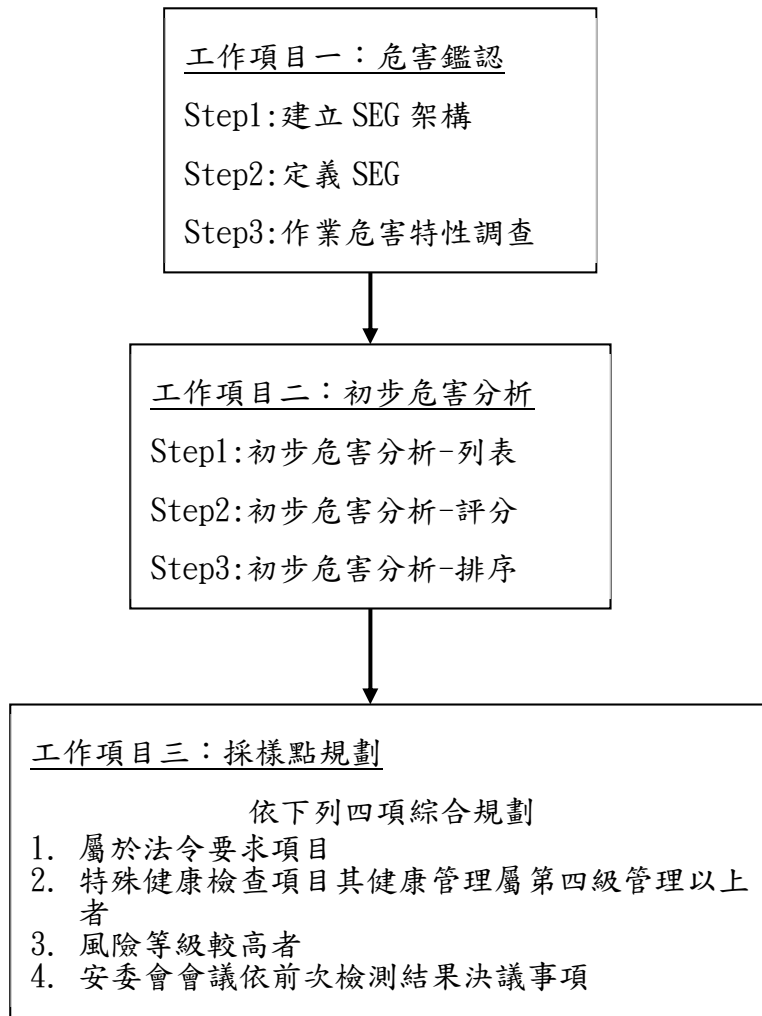 工作項目一：危害鑑認
Step1:建立 SEG 架構
Step2:定義 SEG
Step3:作業危害特性調查
工作項目二：初步危害分析
Step1:初步危害分析-列表
Step2:初步危害分析-評分
Step3:初步危害分析-排序
工作項目三：採樣點規劃
依下列四項綜合規劃
1. 屬於法令要求項目
2. 特殊健康檢查項目其健康管理屬第四級管理以上
者
3. 風險等級較高者
4. 安委會會議依前次檢測結果決議事項